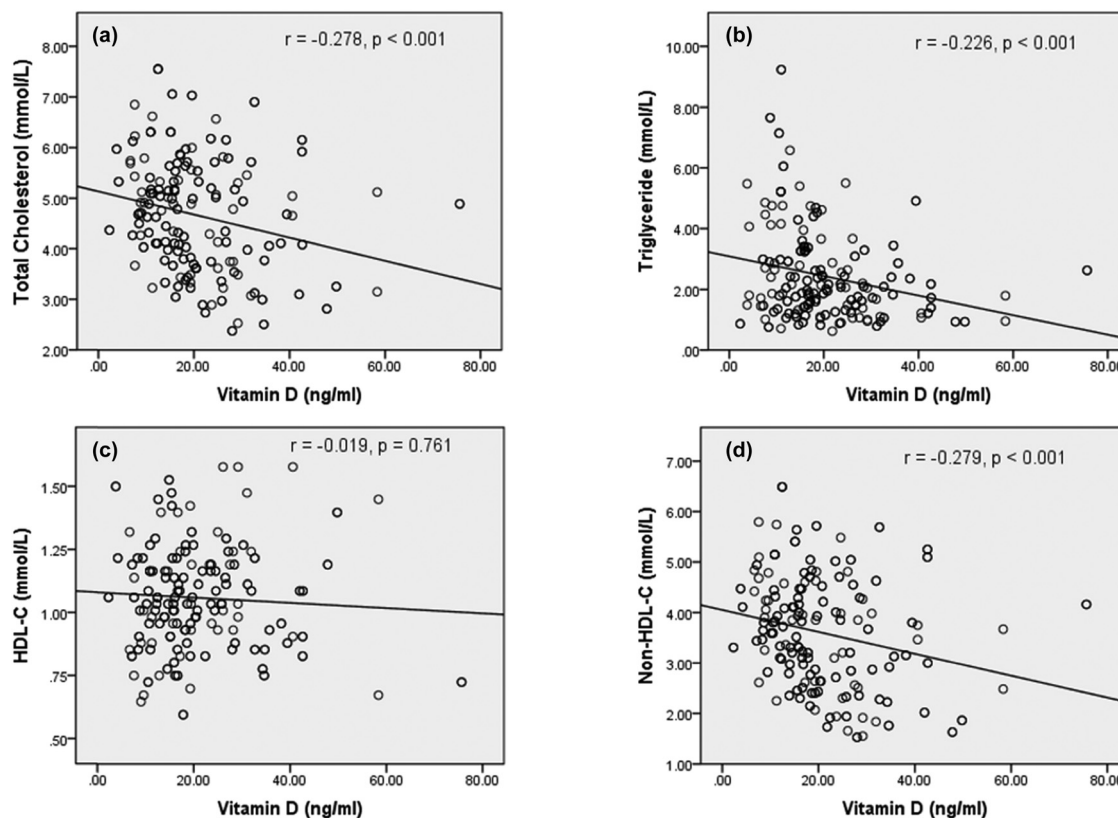 (a)
r = -0.278, p < 0.001
8.00
7.00
6.00
5.00
4.00
3.00
2.00
Total Cholesterol (mmol/L)
.00 20.00 40.00 60.00 80.00
Vitamin D (ng/ml)
(b)
r = -0.226, p < 0.001
10.00
8.00
6.00
4.00
2.00
.00
Triglyceride (mmol/L)
.00 20.00 40.00 60.00 80.00
Vitamin D (ng/ml)
(c)
r = -0.019, p = 0.761
1.50
1.25
1.00
.75
.50
HDL-C (mmol/L)
.00 20.00 40.00 60.00 80.00
Vitamin D (ng/ml)
(d)
r = -0.279, p < 0.001
7.00
6.00
5.00
4.00
3.00
2.00
1.00
Non-HDL-C (mmol/L)
.00 20.00 40.00 60.00 80.00
Vitamin D (ng/ml)